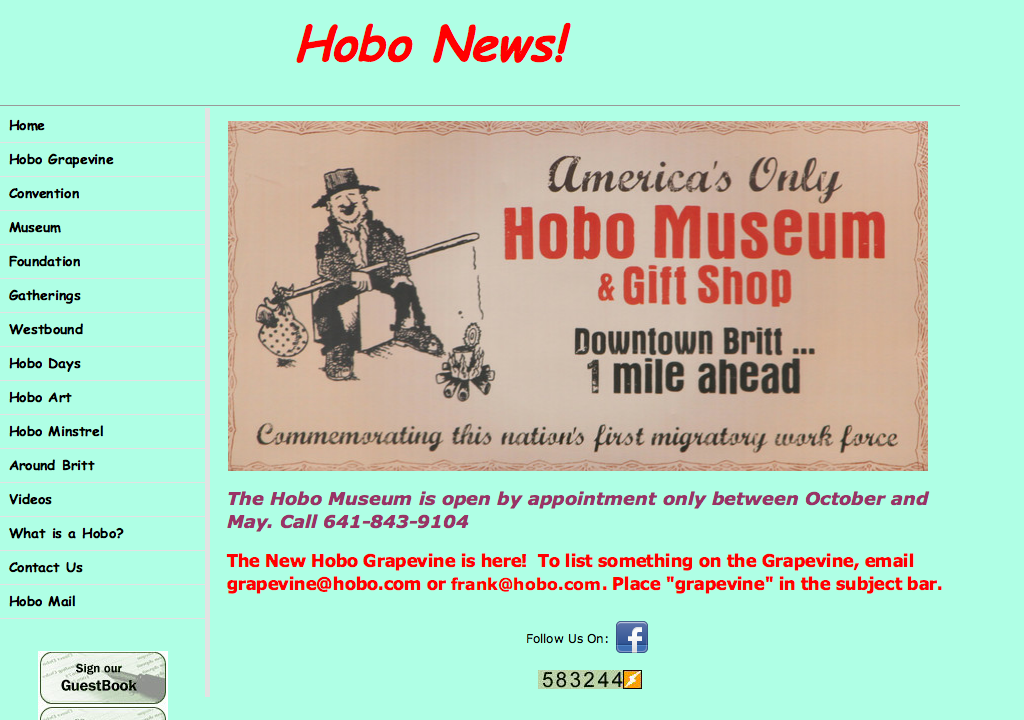 Hobo News!
Home
Hobo Grapevine
Convention
Museum
Foundation
Gatherings
Westbound
Hobo Days
Hobo Art
Hobo Minstrel
Around Britt
Videos
What is a Hobo?
Contact Us
Hobo Mail
Sign our
GuestBook
America's Only
Hobo Museum
& Gift Shop
Downtown Britt ...
1 mile ahead
Commemorating this nation's first migratory work force
The Hobo Museum is open by appointment only between October and
May. Call 641-843-9104
The New Hobo Grapevine is here! To list something on the Grapevine, email
grapevine@hobo.com or frank@hobo.com. Place "grapevine" in the subject bar.
Follow Us On:
583244